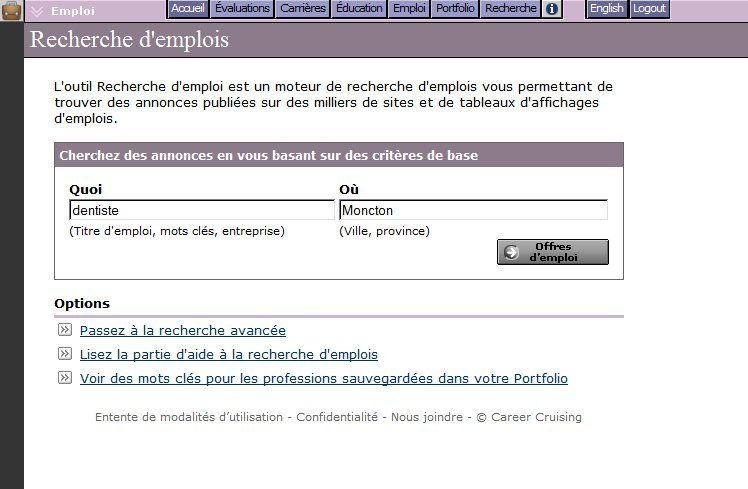 Emploi
Accueil Évaluations Carrières Éducation Emploi Portfolio Recherche i English Logout
Recherche d'emplois
L'outil Recherche d'emploi est un moteur de recherche d'emplois vous permettant de
trouver des annonces publiées sur des milliers de sites et de tableaux d'affichages
d'emplois.
Cherchez des annonces en vous basant sur des critères de base
Quoi Où
dentiste Moncton
(Titre d'emploi, mots clés, entreprise) (Ville, province)
Offres
d'emploi
Options
Passez à la recherche avancée
Lisez la partie d'aide à la recherche d'emplois
Voir des mots clés pour les professions sauvegardées dans votre Portfolio
Entente de modalités d'utilisation - Confidentialité - Nous joindre - © Career Cruising